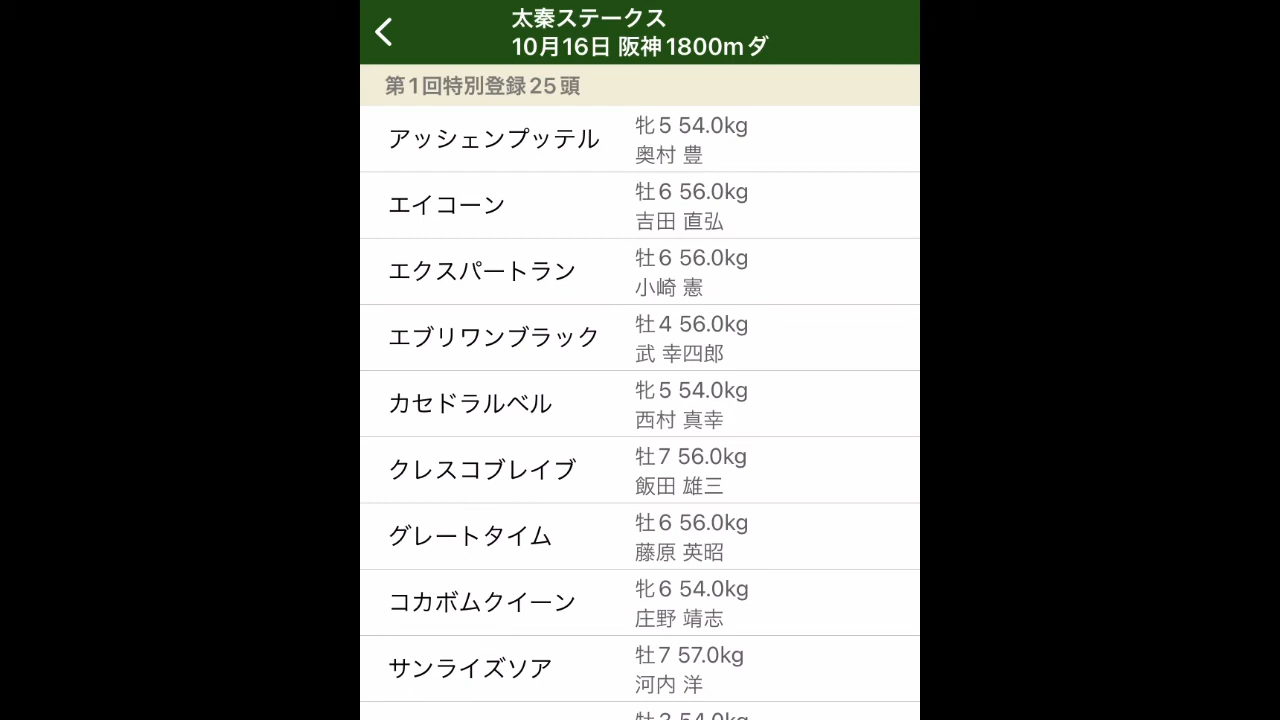 太秦ステークス
10月16日 阪神1800mダ
第1回特別登録25頭
アッシェンプッテル
牝5 54.0kg
奥村 豊
エイコーン
牡6 56.0kg
吉田 直弘
エクスパートラン
牡6 56.0kg
小崎 憲
エブリワンブラック
牡4 56.0kg
武 幸四郎
カセドラルベル
牝5 54.0kg
西村 真幸
クレスコブレイブ
牡7 56.0kg
飯田 雄三
グレートタイム
牡6 56.0kg
藤原 英昭
コカボムクイーン
牝6 54.0kg
庄野 靖志
サンライズソア
牡7 57.0kg
河内 洋
牡3 54.0kg